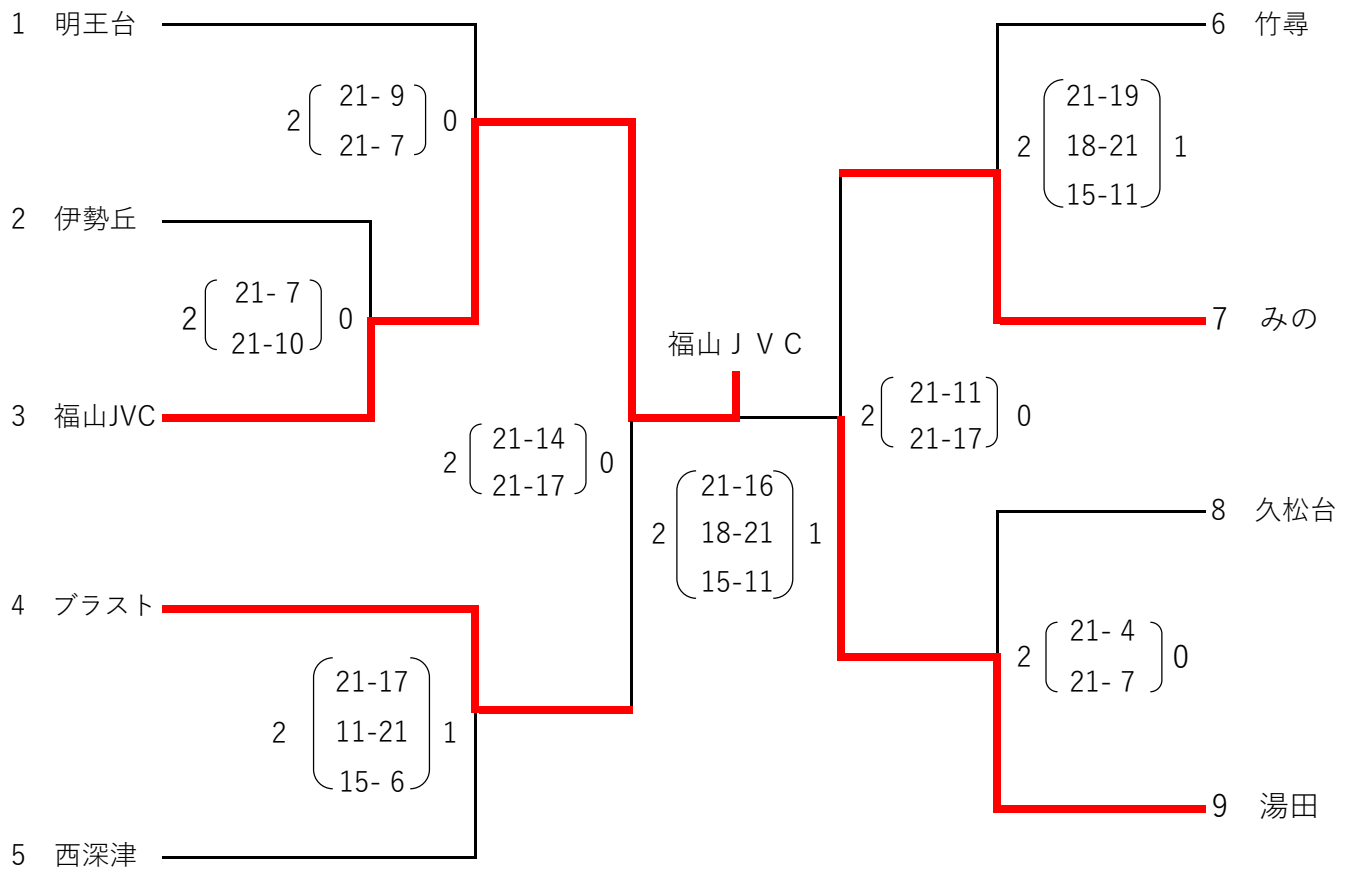 1 明王台
2 ( 21- 9 ) 0
21- 7
2 伊勢丘
2 ( 21- 7 ) 0
21-10
3 福山JVC
2 ( 21-14 ) 0
21-17
4 ブラスト
2 ( 21-17
11-21
15- 6 ) 1
5 西深津
福山ＪＶＣ
2 ( 21-16
18-21
15-11 ) 1
6 竹尋
2 ( 21-19
18-21
15-11 ) 1
7 みの
2 ( 21-11 ) 0
21-17
8 久松台
2 ( 21- 4 ) 0
21- 7
9 湯田